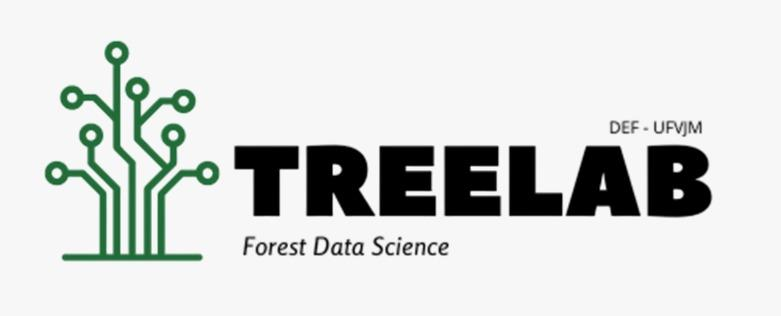 DEF - UFVJM
TREELAB
Forest Data Science